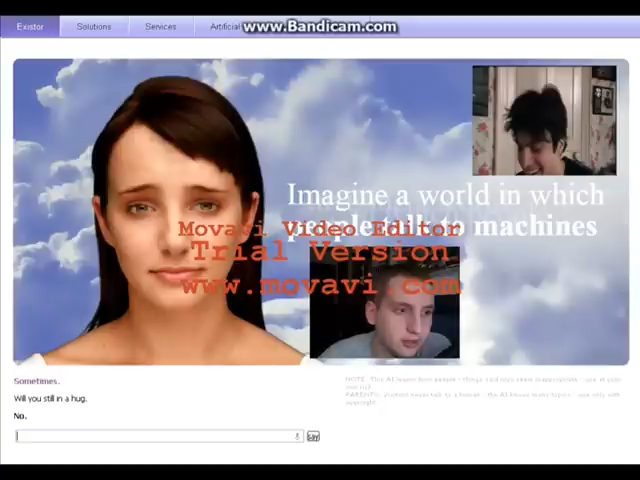 Existor Solutions Services Artificial
www.Bandicam.com
Imagine a world in which
people talk to machines
Movavi Video Editor
Trial Version
www.movavi.com
Sometimes.
Will you still in a hug.
No.
say